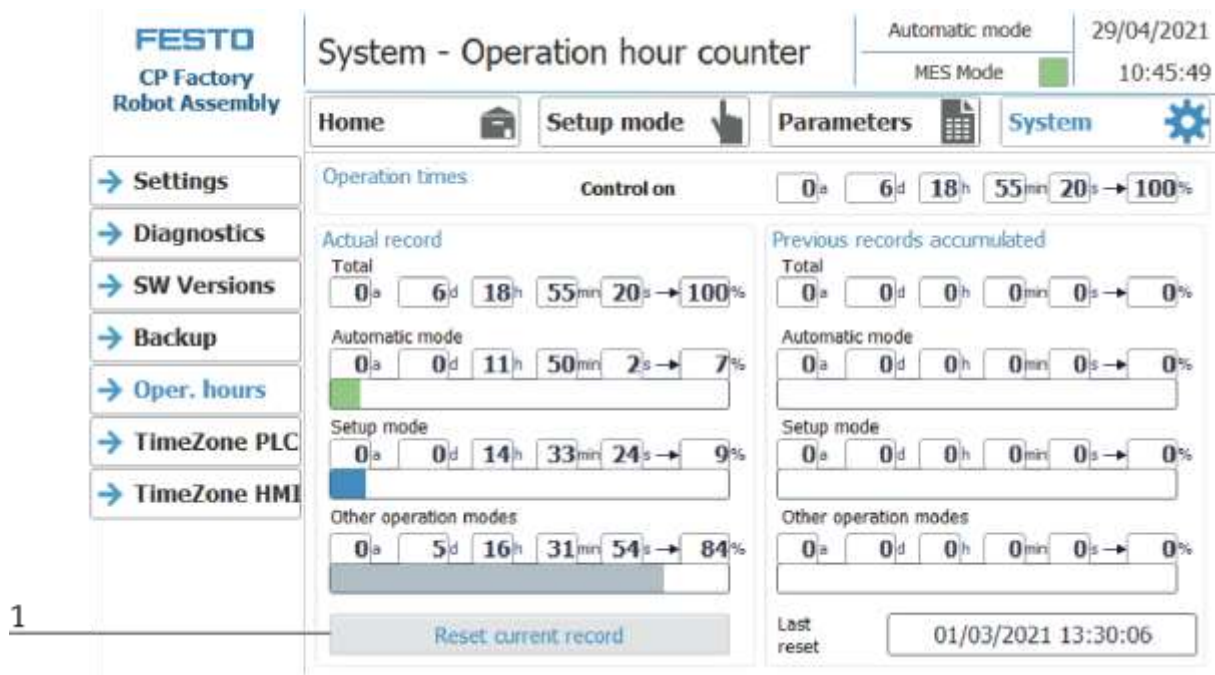 FESTO
CP Factory
Robot Assembly
System - Operation hour counter
Automatic mode
29/04/2021
MES Mode
10:45:49
Home
Setup mode
Parameters
System
Settings
Diagnostics
SW Versions
Backup
Oper. hours
TimeZone PLC
TimeZone HMI
Operation times
Control on
0a 6d 18h 55min 20s 100%
Actual record
Total
0a 6d 18h 55min 20s 100%
Automatic mode
0a 0d 11h 50min 2s 7%
Setup mode
0a 0d 14h 33min 24s 9%
Other operation modes
0a 5d 16h 31min 54s 84%
Reset current record
Previous records accumulated
Total
0a 0d 0h 0min 0s 0%
Automatic mode
0a 0d 0h 0min 0s 0%
Setup mode
0a 0d 0h 0min 0s 0%
Other operation modes
0a 0d 0h 0min 0s 0%
Last
reset
01/03/2021 13:30:06
1